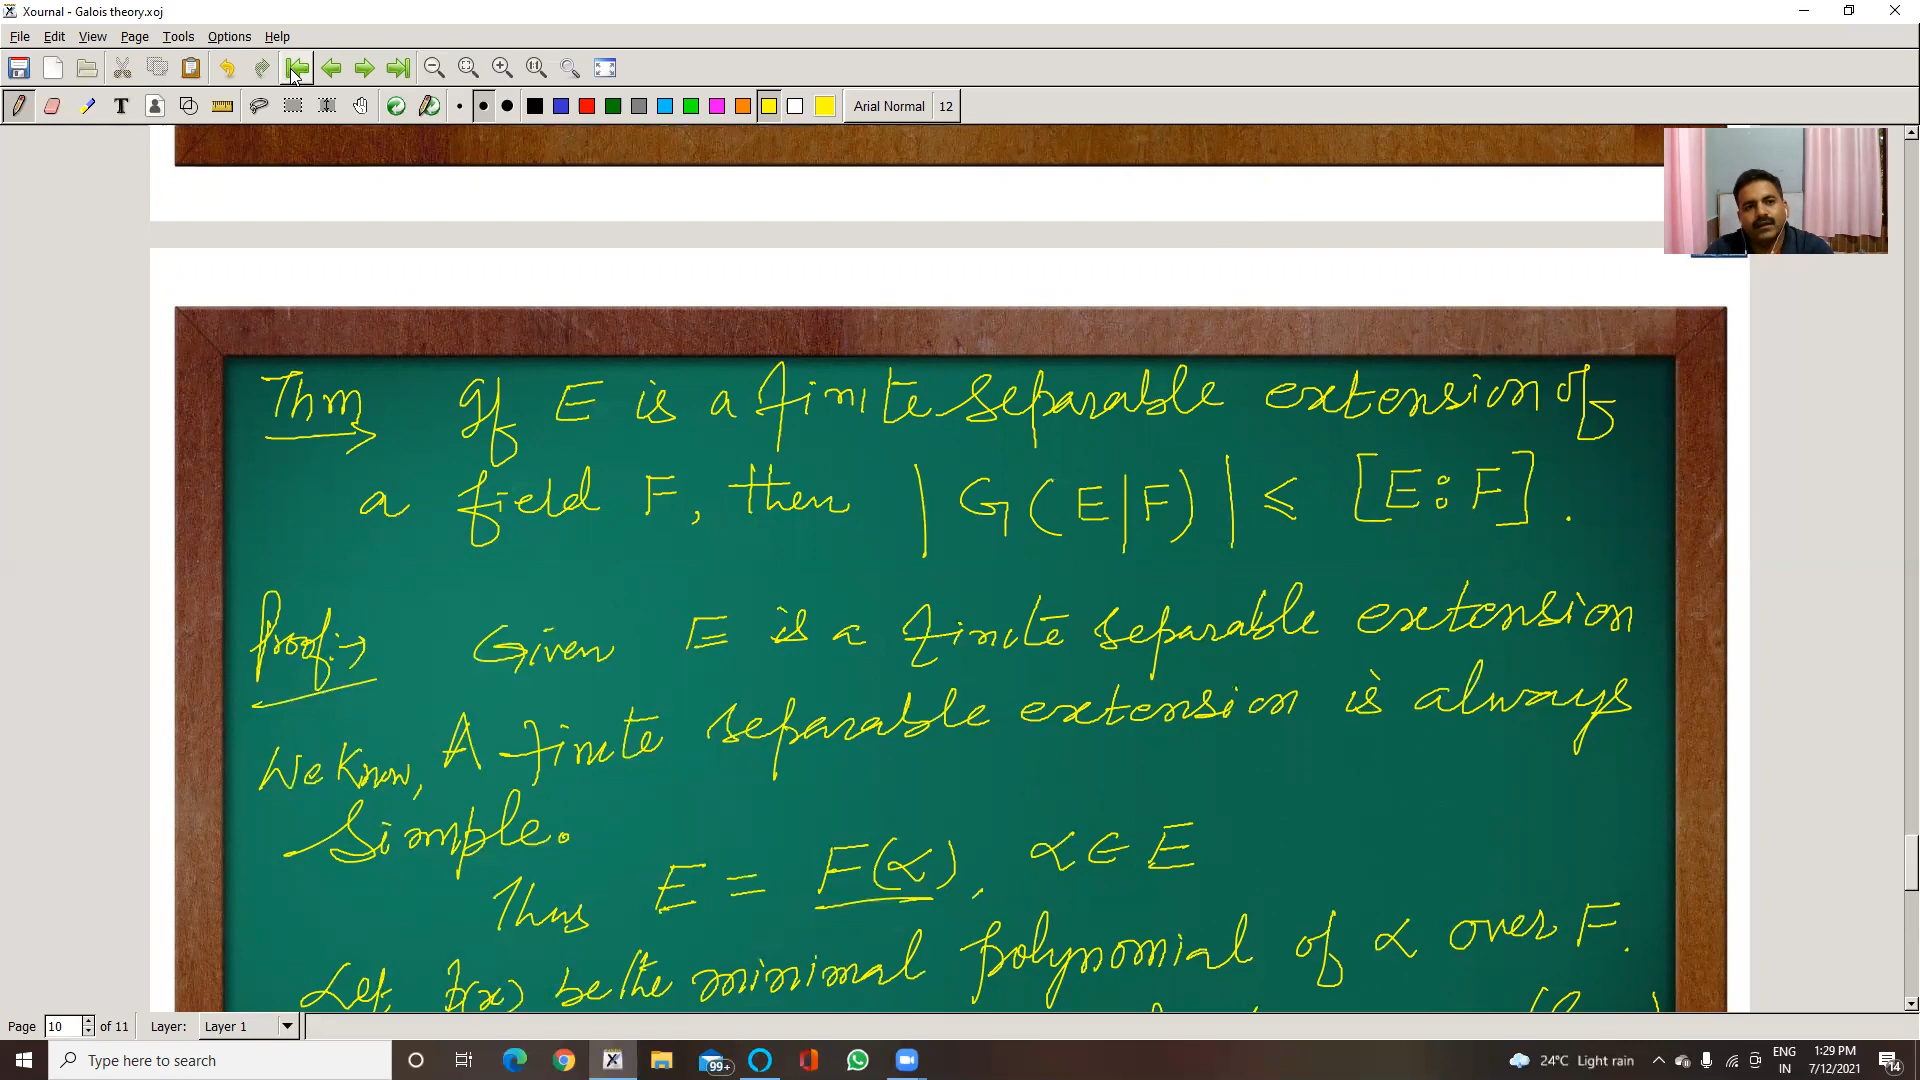 Xournal - Galois theory.xoj
File Edit View Page Tools Options Help
Arial Normal 12
Thm If E is a finite separable extension of
a field F, then |G(E|F)| ≤ [E:F].
Proof:→ Given E is a finite separable extension
We Know, A finite separable extension is always
Simple.
Thus E = F(α), α ∈ E
Let p(x) be the minimal polynomial of α over F.
Page 10 of 11 Layer: Layer 1
Type here to search
99+
24°C Light rain
ENG
IN
1:29 PM
7/12/2021
14